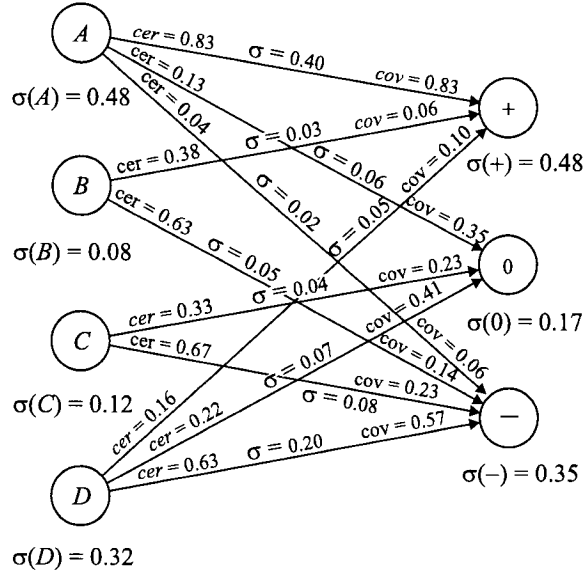 A
cer = 0.83
σ = 0.40
cov = 0.83
cer = 0.13
σ = 0.06
cov = 0.35
cer = 0.04
σ = 0.02
cov = 0.06
σ(A) = 0.48
+
σ(+) = 0.48
B
cer = 0.38
σ = 0.03
cov = 0.06
cer = 0.63
σ = 0.05
cov = 0.14
σ(B) = 0.08
0
σ(0) = 0.17
C
cer = 0.33
σ = 0.04
cov = 0.23
cer = 0.67
σ = 0.08
cov = 0.23
σ(C) = 0.12
−
σ(−) = 0.35
D
cer = 0.16
σ = 0.05
cov = 0.10
cer = 0.22
σ = 0.07
cov = 0.41
cer = 0.63
σ = 0.20
cov = 0.57
σ(D) = 0.32